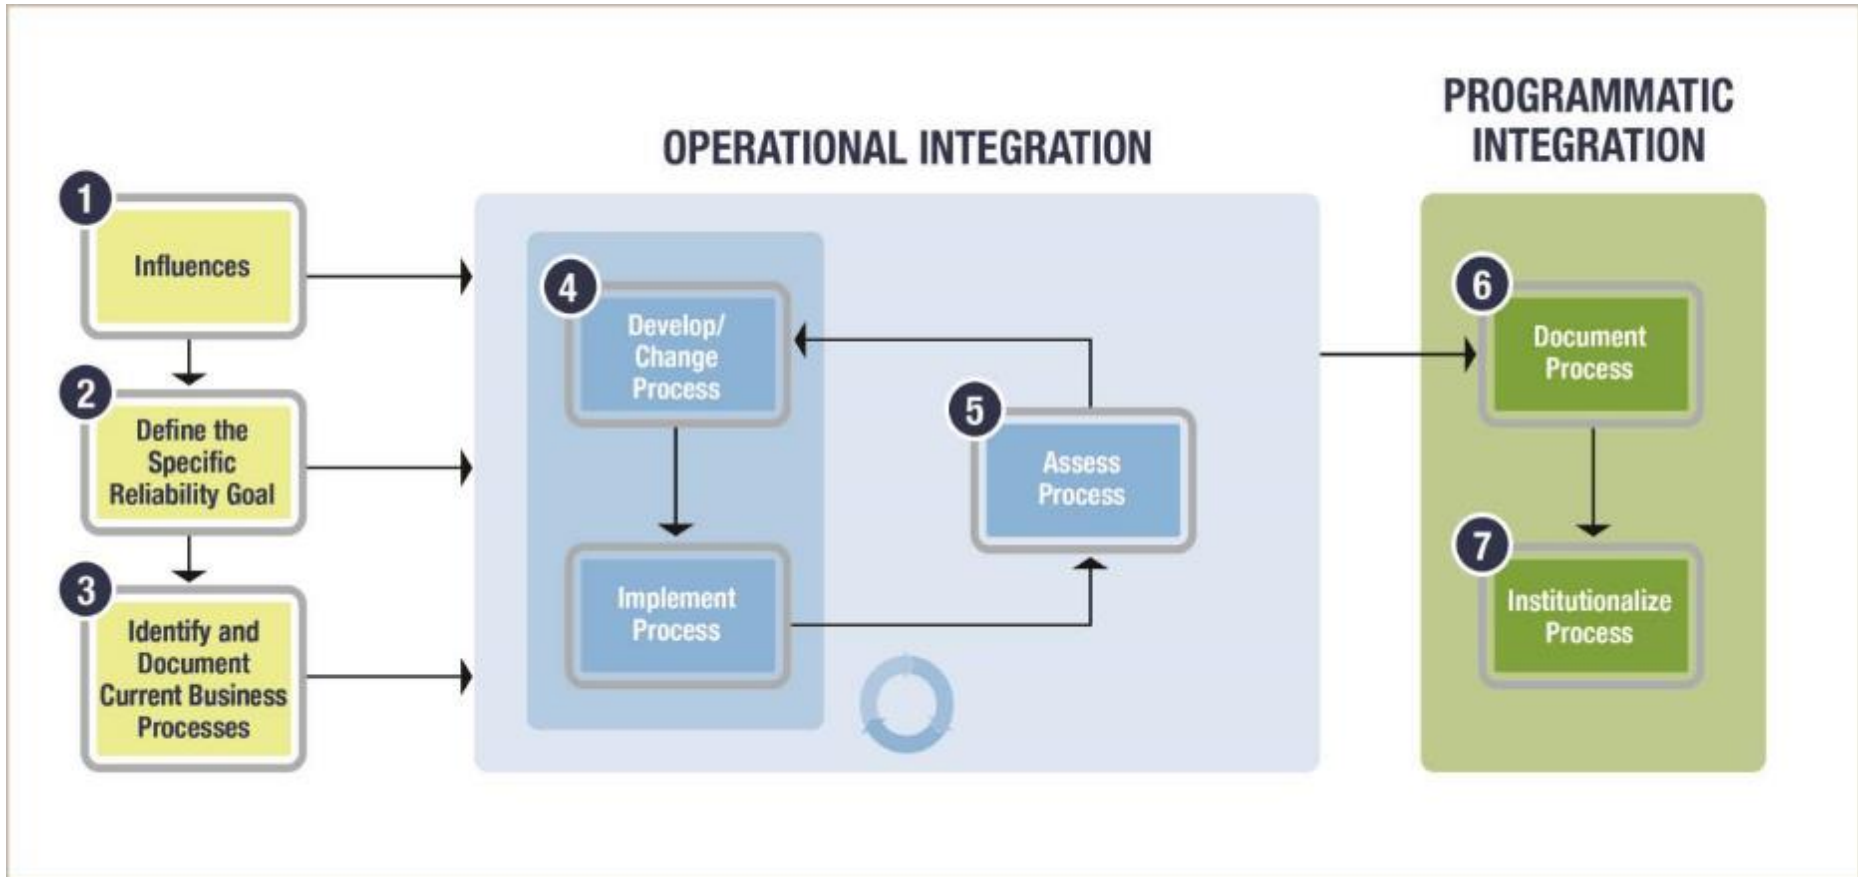 PROGRAMMATIC
INTEGRATION
OPERATIONAL INTEGRATION
1
Influences
2
Define the
Specific
Reliability Goal
3
Identify and
Document
Current Business
Processes
4
Develop/
Change
Process
Implement
Process
5
Assess
Process
6
Document
Process
7
Institutionalize
Process